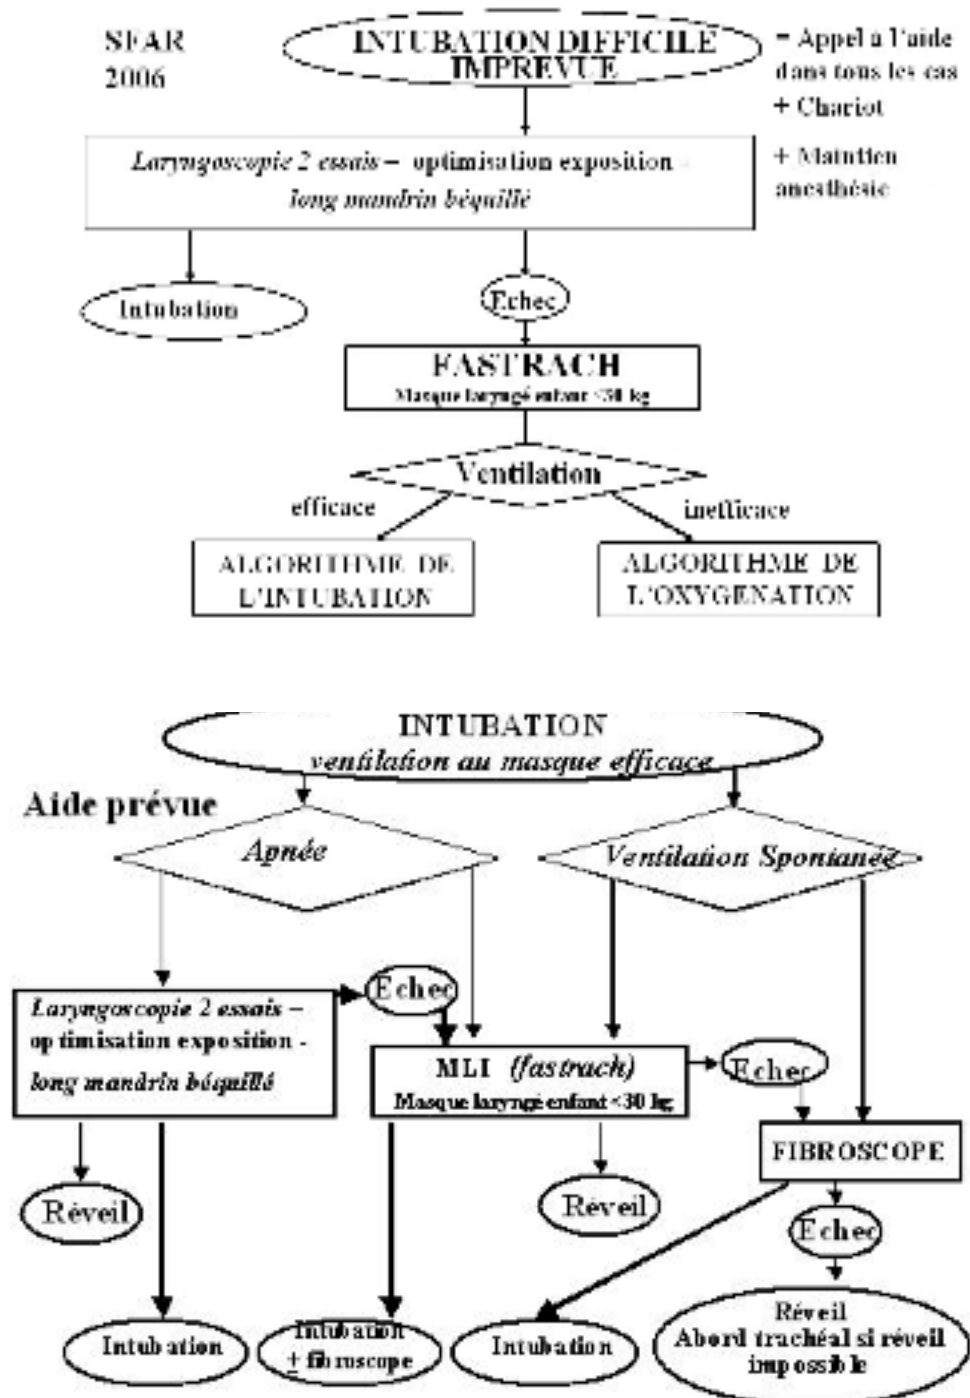 SFAR
2006
INTUBATION DIFFICILE
IMPREVUE
= Appel à l'aide
dans tous les cas
+ Chariot
+ Maintien
anesthésie
Laryngoscopie 2 essais – optimisation exposition -
long mandrin béquillé
Intubation
Echec
FASTRACH
Masque laryngé enfant <30 kg
Ventilation
efficace
inefficace
ALGORITHME DE
L'INTUBATION
ALGORITHME DE
L'OXYGENATION
INTUBATION
ventilation au masque efficace
Aide prévue
Apnée
Ventilation Spontanée
Echec
Laryngoscopie 2 essais –
optimisation exposition -
long mandrin béquillé
MLI (fastrach)
Masque laryngé enfant <30 kg
Echec
FIBROSCOPE
Réveil
Réveil
Echec
Intubation
Intubation
± fibroscope
Intubation
Réveil
Abord trachéal si réveil
impossible